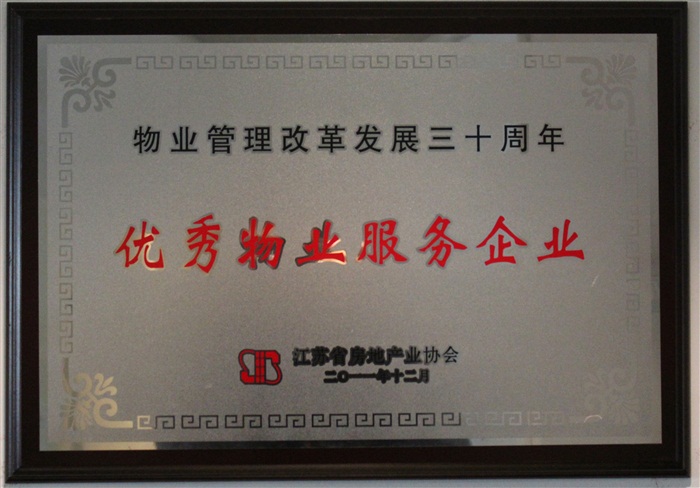 物业管理改革发展三十周年
优秀物业服务企业
江苏省房地产业协会
二〇一一年十二月